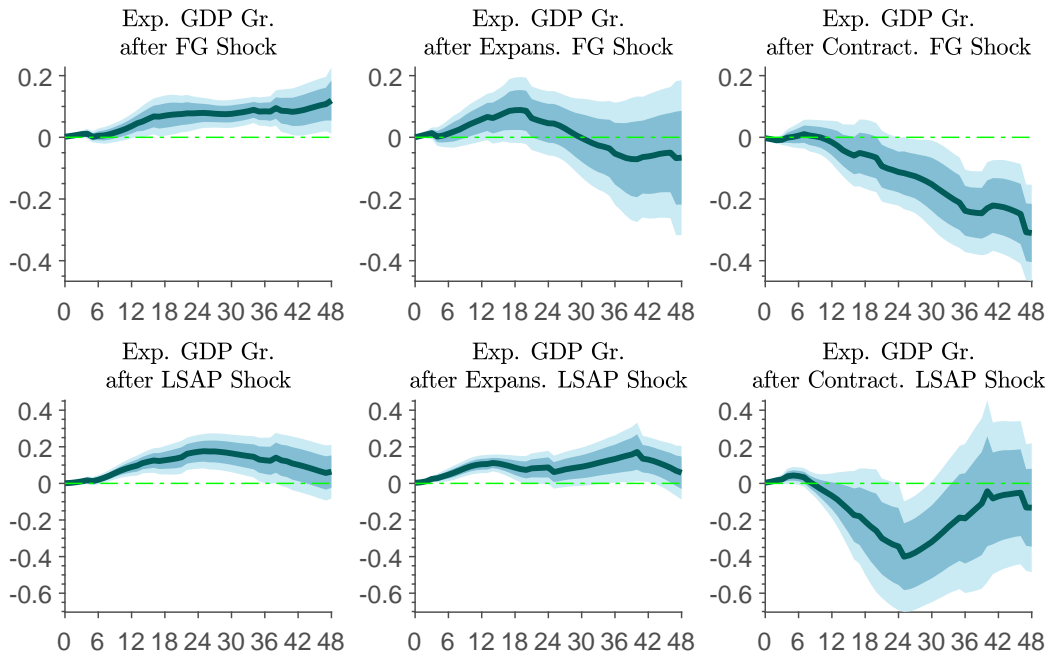 Exp. GDP Gr.
after FG Shock
Exp. GDP Gr.
after Expans. FG Shock
Exp. GDP Gr.
after Contract. FG Shock
0.2
0
-0.2
-0.4
0 6 12 18 24 30 36 42 48
0.2
0
-0.2
-0.4
0 6 12 18 24 30 36 42 48
0.2
0
-0.2
-0.4
0 6 12 18 24 30 36 42 48
Exp. GDP Gr.
after LSAP Shock
Exp. GDP Gr.
after Expans. LSAP Shock
Exp. GDP Gr.
after Contract. LSAP Shock
0.4
0.2
0
-0.2
-0.4
-0.6
0 6 12 18 24 30 36 42 48
0.4
0.2
0
-0.2
-0.4
-0.6
0 6 12 18 24 30 36 42 48
0.4
0.2
0
-0.2
-0.4
-0.6
0 6 12 18 24 30 36 42 48